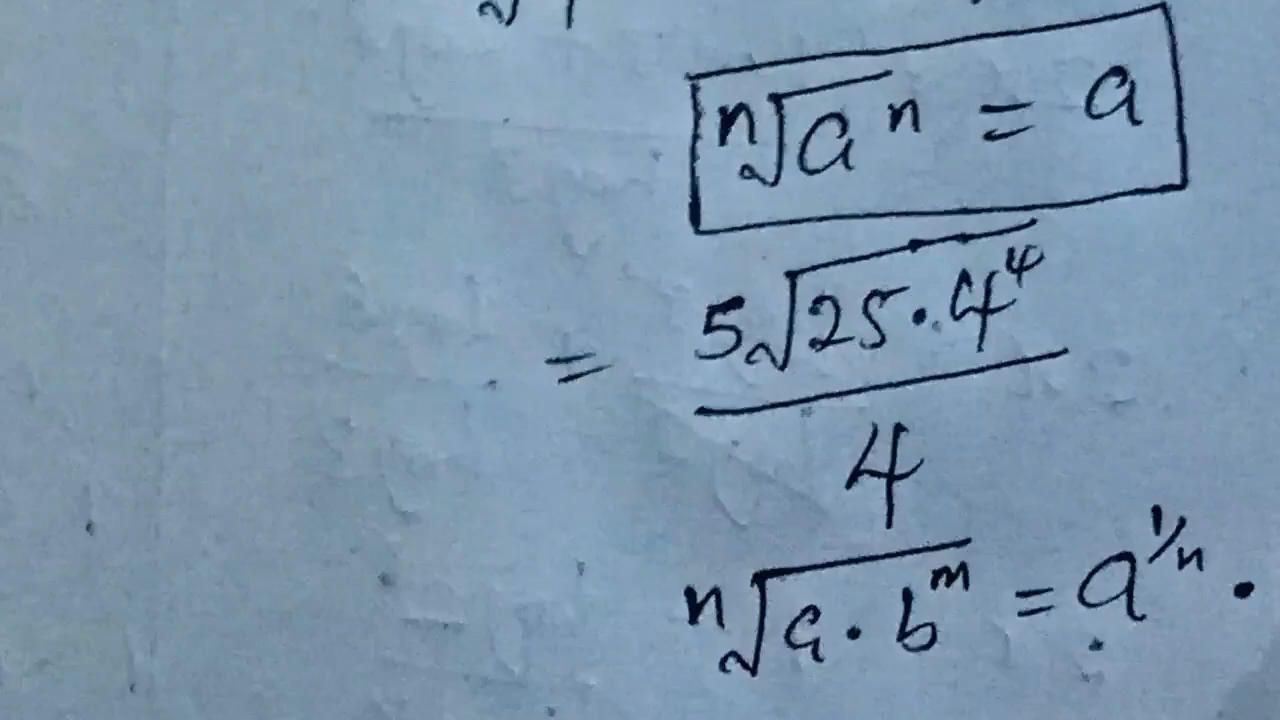 ⁿ√aⁿ = a
= 5√25·4⁴
4
ⁿ√a·bᵐ = a^1/n ·